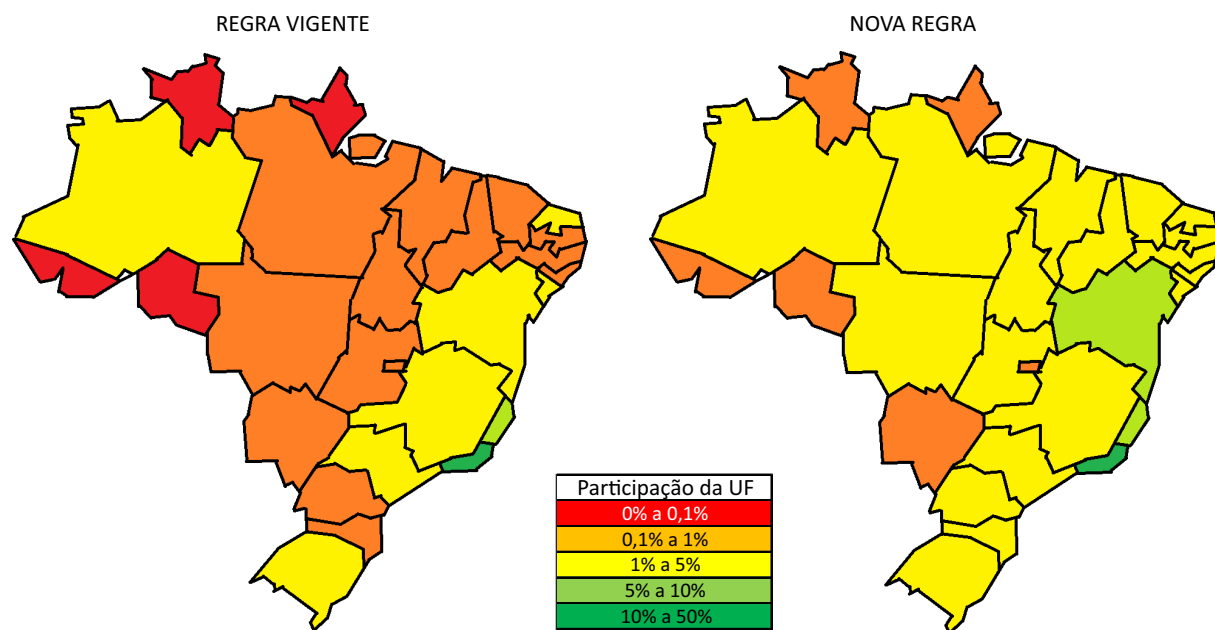 REGRA VIGENTE
NOVA REGRA
Participação da UF
0% a 0,1%
0,1% a 1%
1% a 5%
5% a 10%
10% a 50%